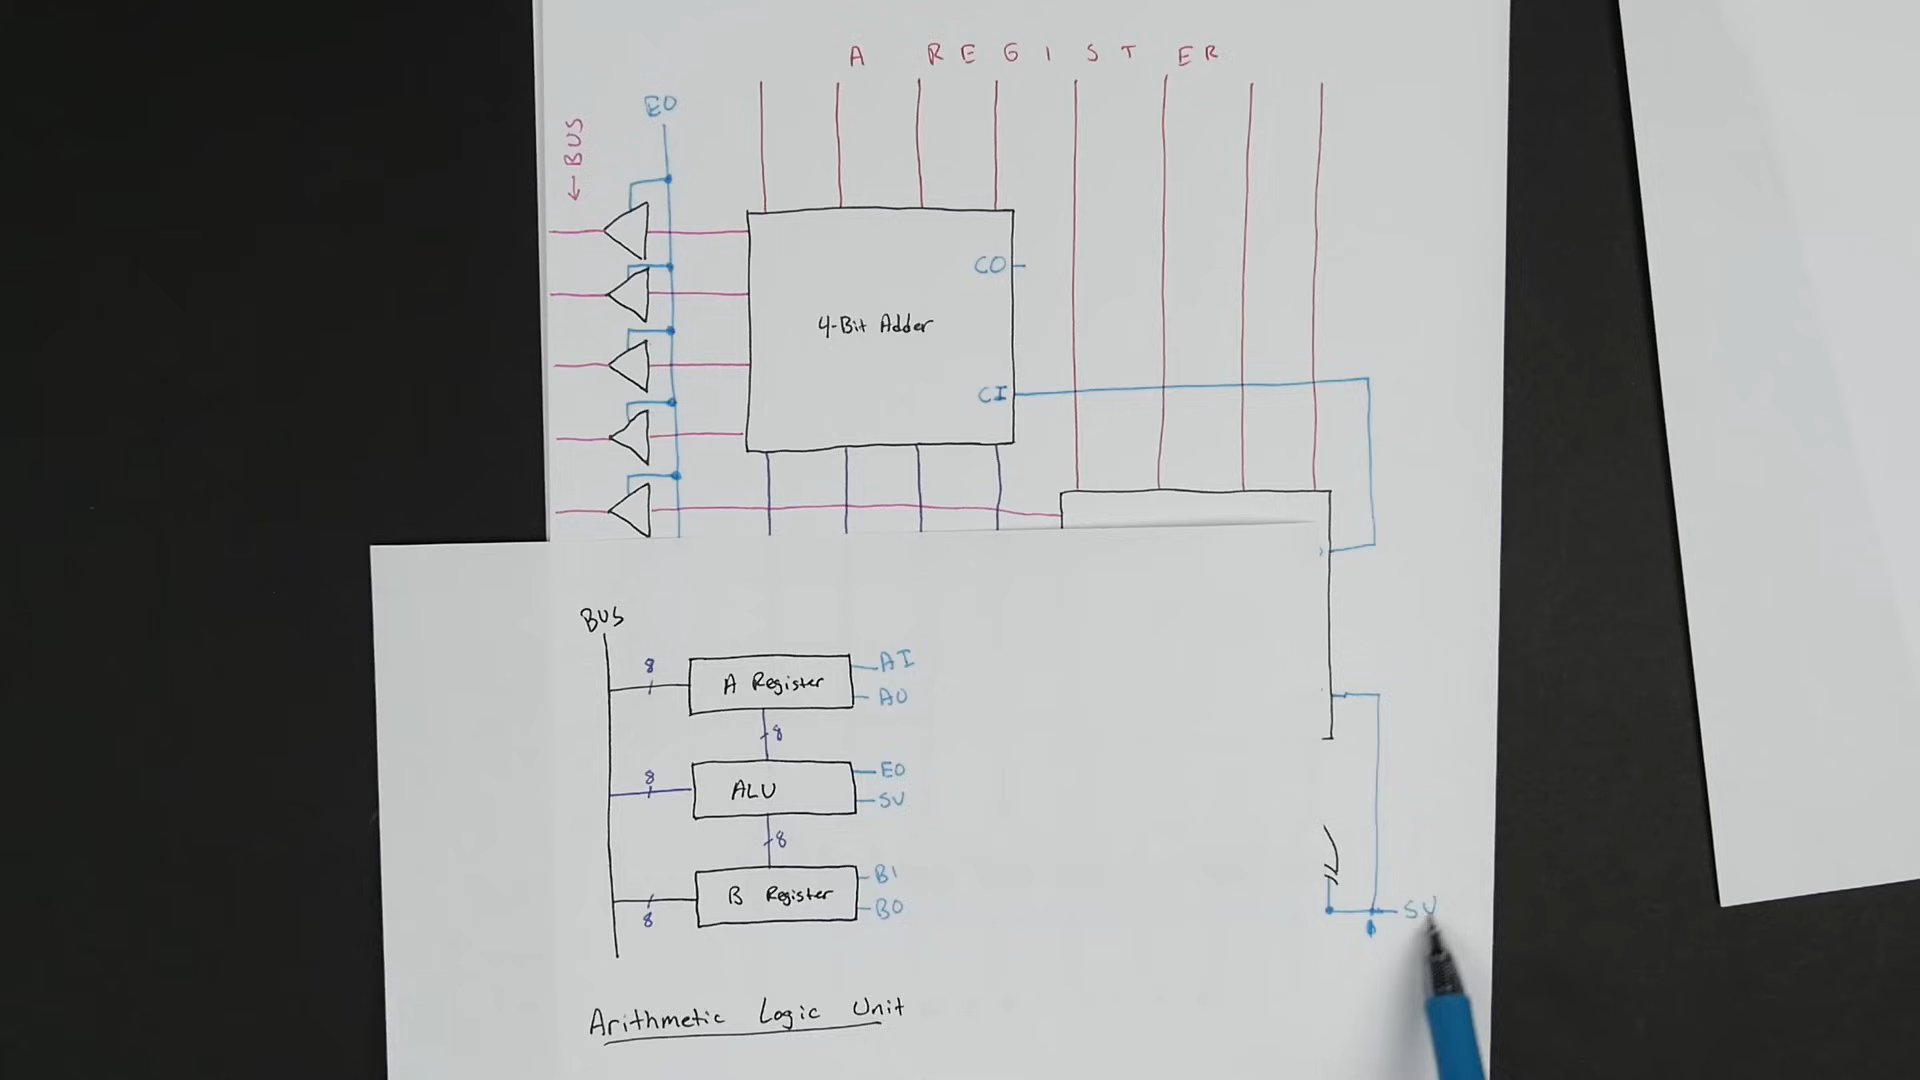 A REGISTER
EO
← BUS
CO
4-Bit Adder
CI
BUS
8
A Register
AI
AO
8
8
ALU
EO
SU
8
8
B Register
BI
BO
SU
Arithmetic Logic Unit